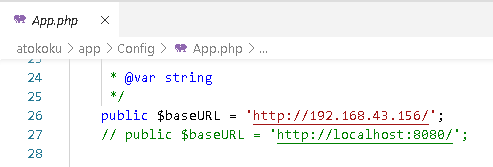 App.php ×
atokoku > app > Config > App.php > ...
24 * @var string
25 */
26 public $baseURL = 'http://192.168.43.156/';
27 // public $baseURL = 'http://localhost:8080/';
28